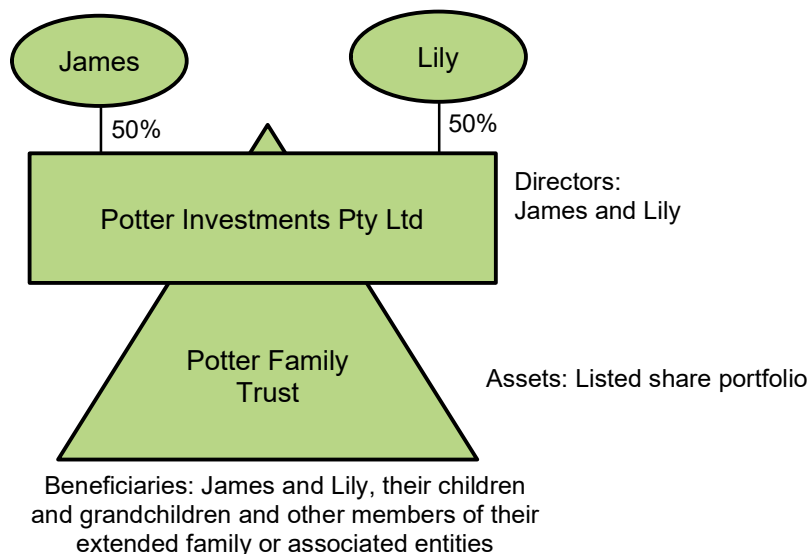 James
Lily
50%
50%
Potter Investments Pty Ltd
Directors:
James and Lily
Potter Family
Trust
Assets: Listed share portfolio
Beneficiaries: James and Lily, their children
and grandchildren and other members of their
extended family or associated entities